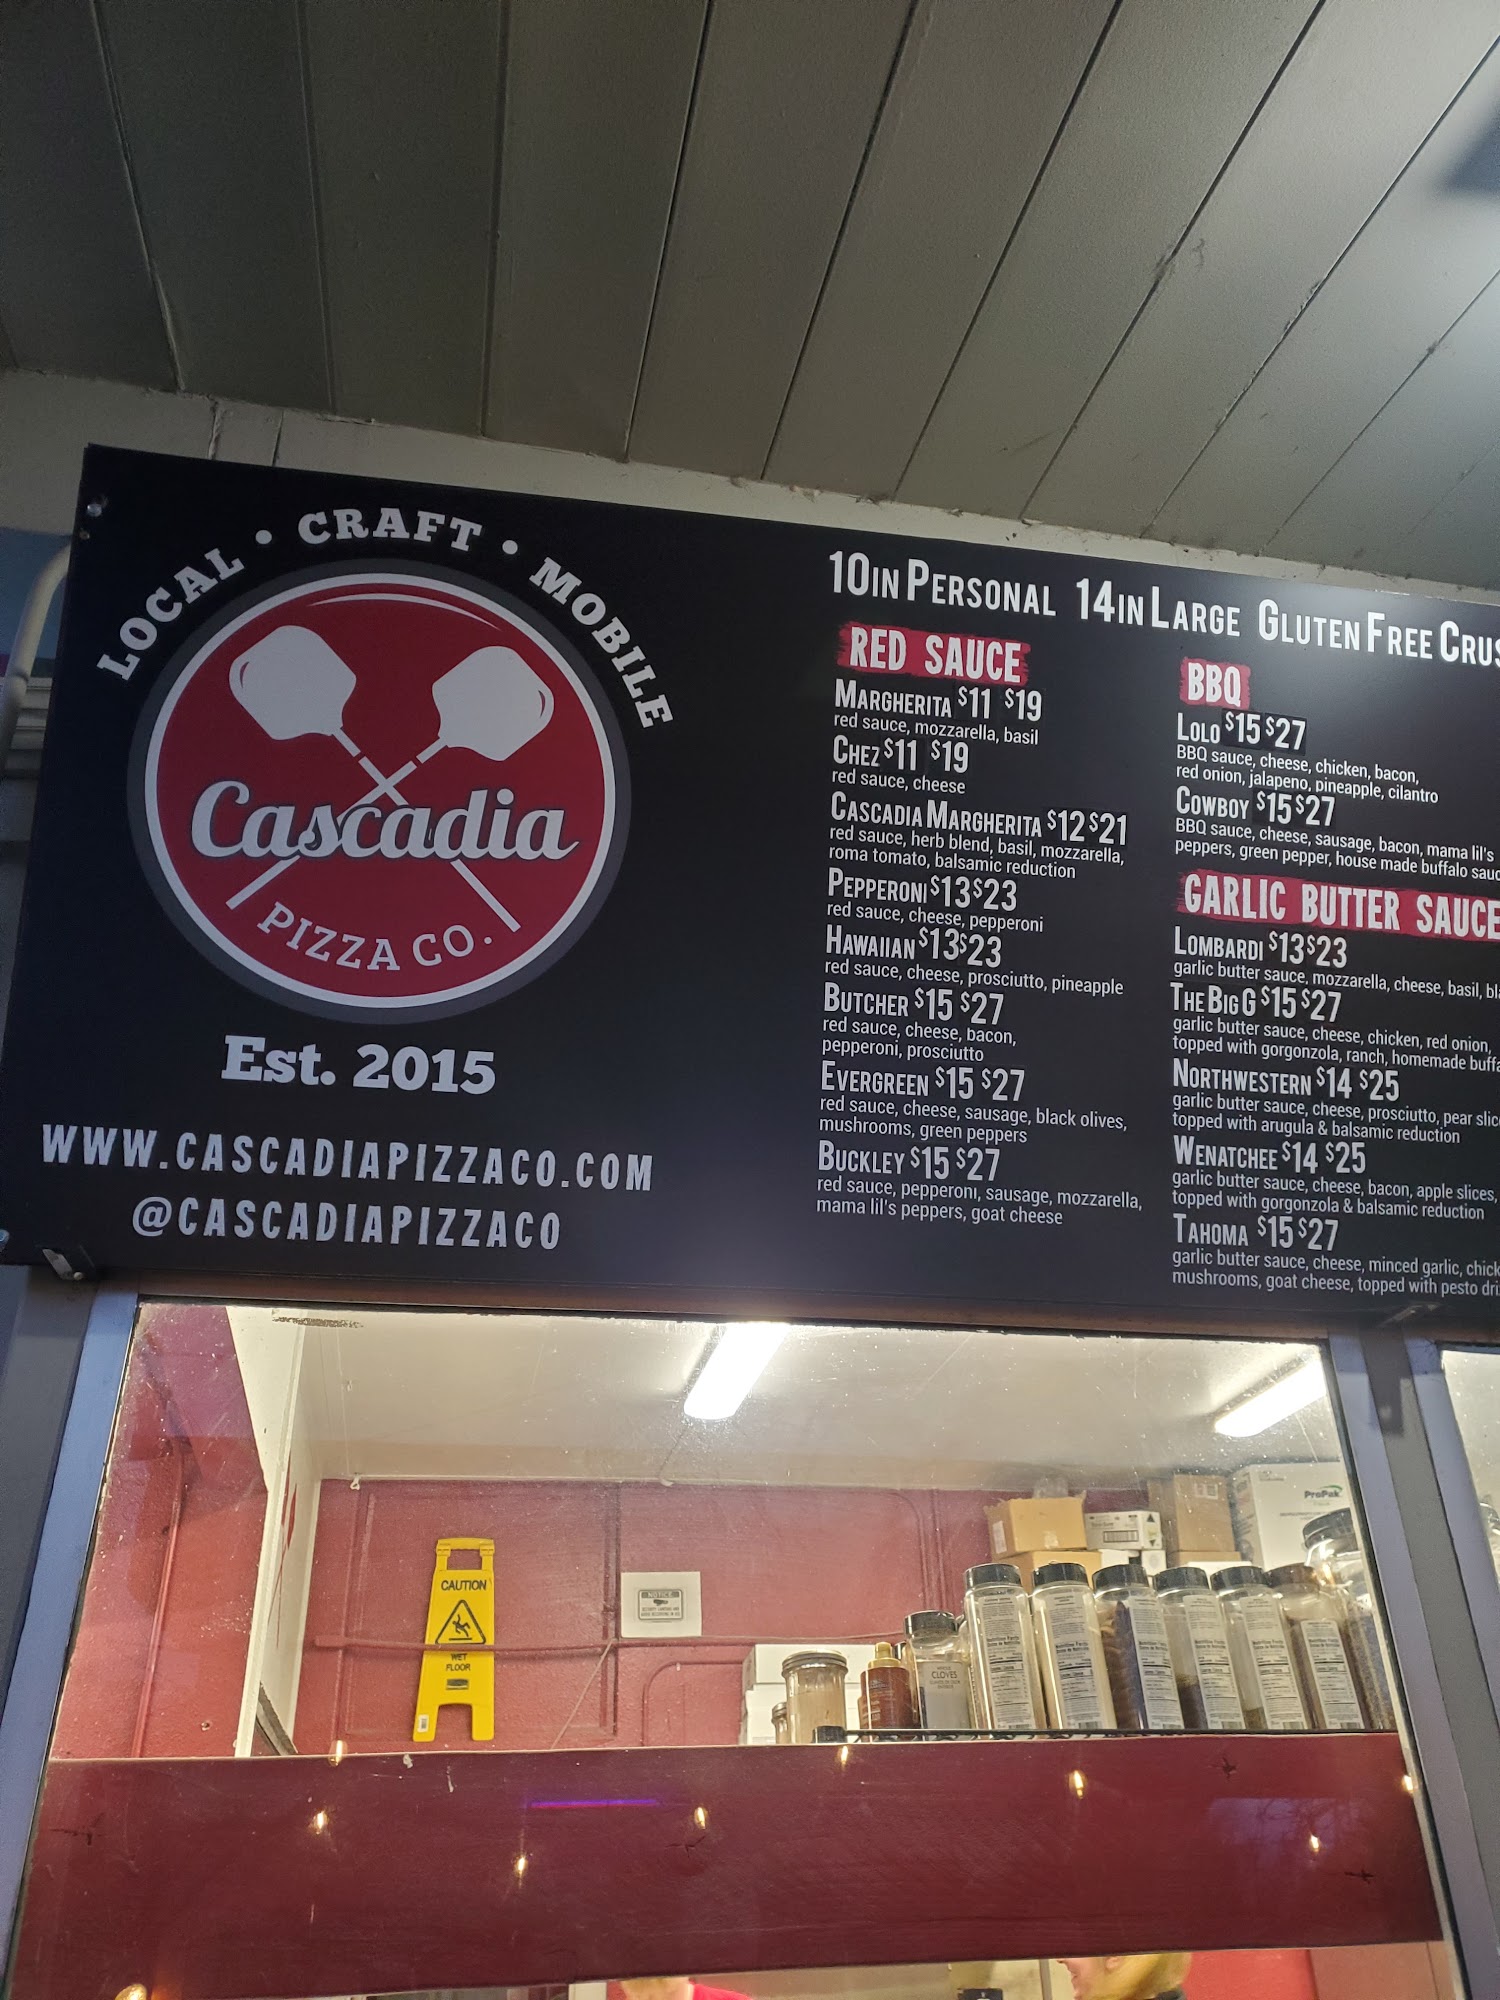 LOCAL • CRAFT • MOBILE
Cascadia
PIZZA CO.
Est. 2015
WWW.CASCADIAPIZZACO.COM
@CASCADIAPIZZACO
10IN PERSONAL 14IN LARGE GLUTEN FREE
RED SAUCE
MARGHERITA $11 $19
red sauce, mozzarella, basil
CHEZ $11 $19
red sauce, cheese
CASCADIA MARGHERITA $12 $21
red sauce, herb blend, basil, mozzarella,
roma tomato, balsamic reduction
PEPPERONI $13 $23
red sauce, cheese, pepperoni
HAWAIIAN $13 $23
red sauce, cheese, prosciutto, pineapple
BUTCHER $15 $27
red sauce, cheese, bacon,
pepperoni, prosciutto
EVERGREEN $15 $27
red sauce, cheese, sausage, black olives,
mushrooms, green peppers
BUCKLEY $15 $27
red sauce, pepperoni, sausage, mozzarella,
mama lil's peppers, goat cheese
BBQ
LOLO $15 $27
BBQ sauce, cheese, chicken, bacon,
red onion, jalapeno, pineapple, cilantro
COWBOY $15 $27
BBQ sauce, cheese, sausage, bacon, mama lil's
peppers, green pepper, house made buffalo
GARLIC BUTTER SAUCE
LOMBARDI $13 $23
garlic butter sauce, mozzarella, cheese, basil,
THE BIG G $15 $27
garlic butter sauce, cheese, chicken, red onion,
topped with gorgonzola, ranch, homemade
NORTHWESTERN $14 $25
garlic butter sauce, cheese, prosciutto, pear
topped with arugula & balsamic reduction
WENATCHEE $14 $25
garlic butter sauce, cheese, bacon, apple slices,
topped with gorgonzola & balsamic reduction
TAHOMA $15 $27
garlic butter sauce, cheese, minced garlic,
mushrooms, goat cheese, topped with pesto
CAUTION
WET
FLOOR
NOTICE
ProPak
CLOVES
Nutrition Facts